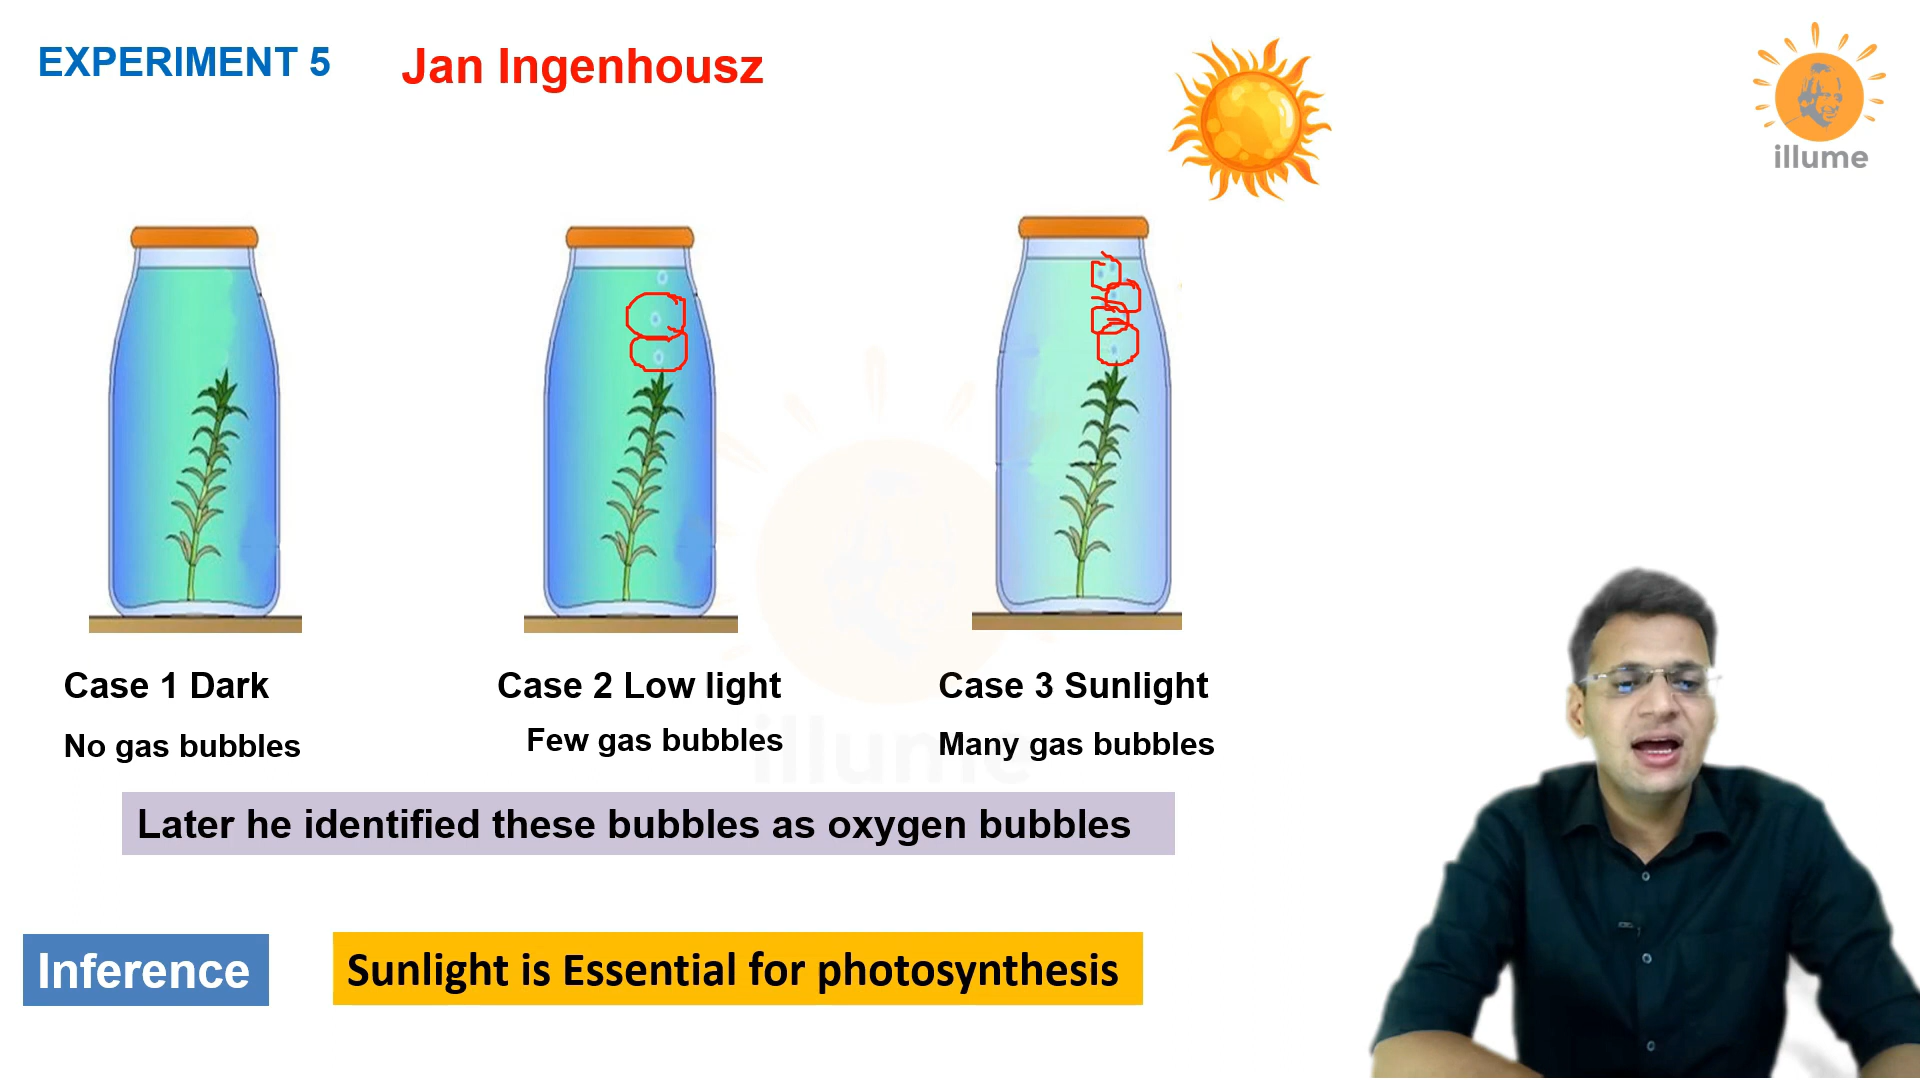 EXPERIMENT 5
Jan Ingenhousz
illume
Case 1 Dark
Case 2 Low light
Case 3 Sunlight
No gas bubbles
Few gas bubbles
Many gas bubbles
illume
Later he identified these bubbles as oxygen bubbles
Inference
Sunlight is Essential for photosynthesis